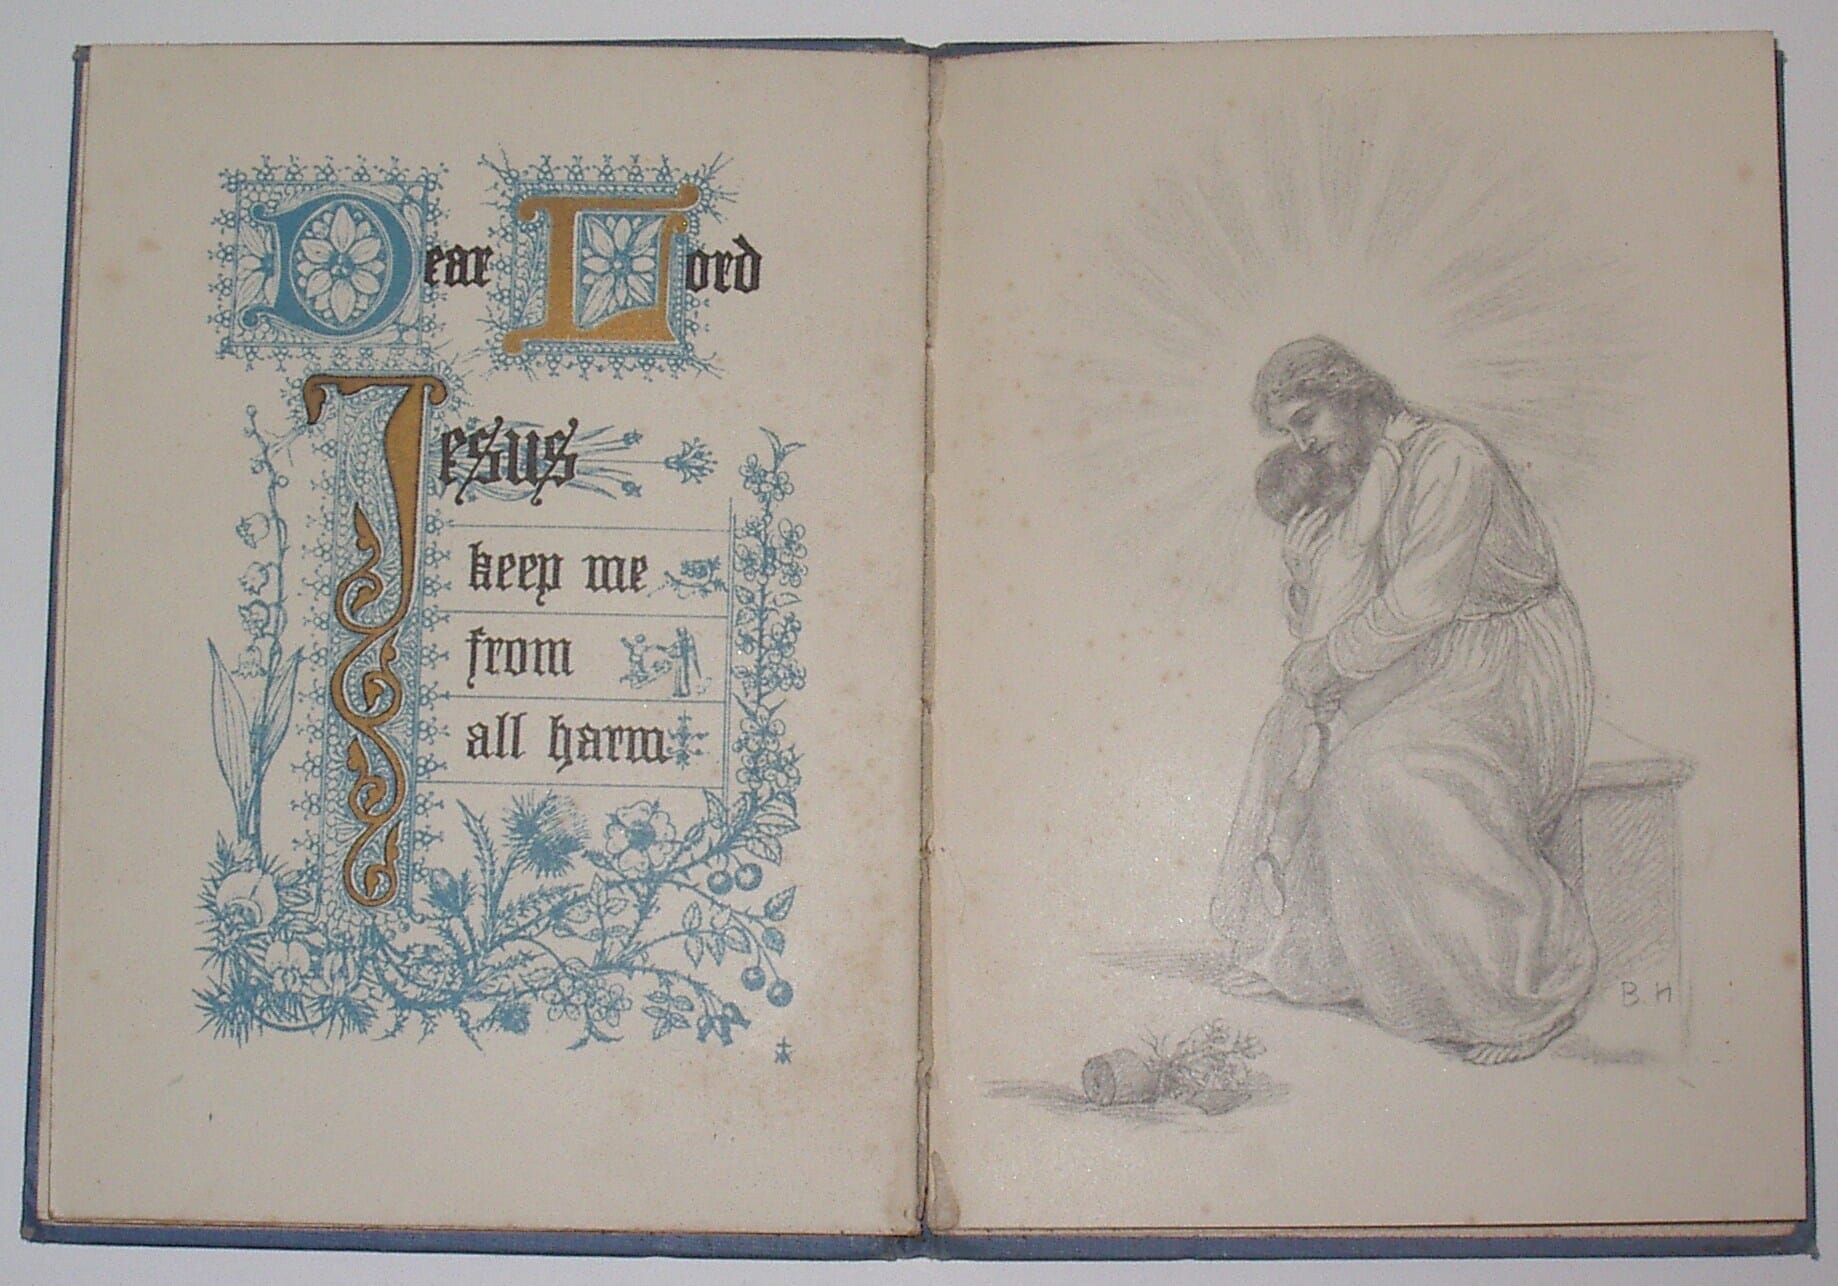 Dear Lord
Jesus
keep me
from
all harm
B. H